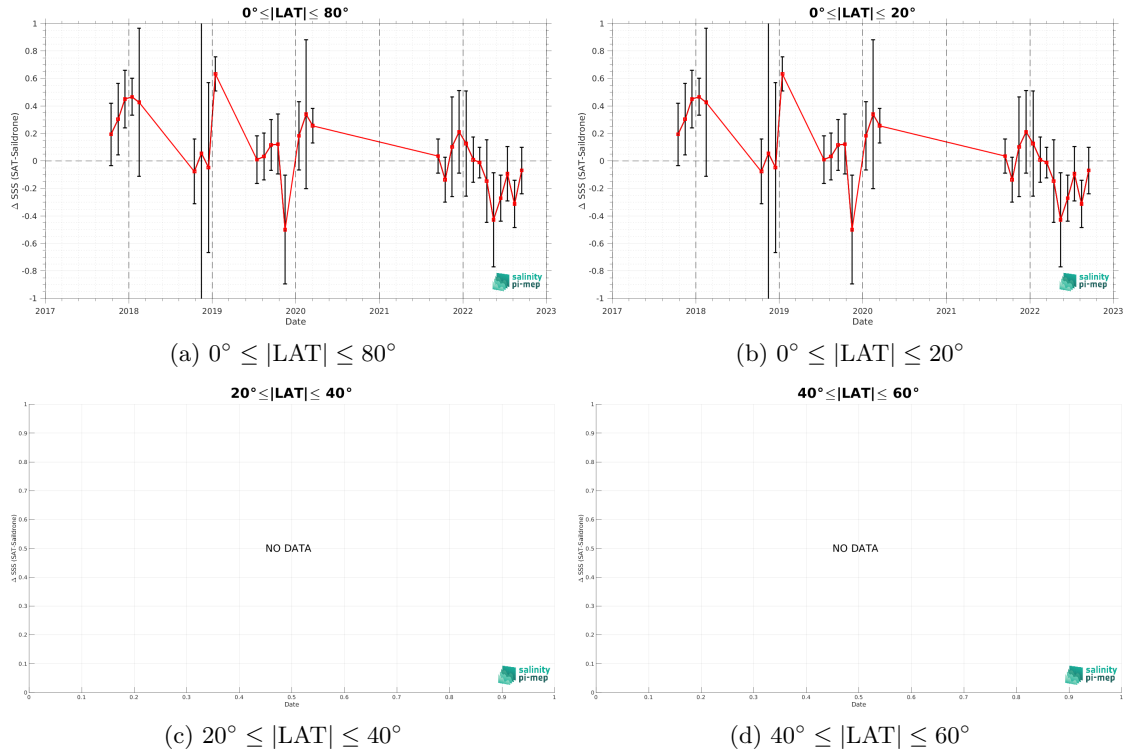 0°≤|LAT|≤ 80°
1
0.8
0.6
0.4
0.2
0
-0.2
-0.4
-0.6
-0.8
-1
Δ SSS (SAT-Saildrone)
2017 2018 2019 2020 2021 2022 2023
Date
salinity
pi-mep
(a) 0° ≤ |LAT| ≤ 80°
0°≤|LAT|≤ 20°
1
0.8
0.6
0.4
0.2
0
-0.2
-0.4
-0.6
-0.8
-1
Δ SSS (SAT-Saildrone)
2017 2018 2019 2020 2021 2022 2023
Date
salinity
pi-mep
(b) 0° ≤ |LAT| ≤ 20°
20°≤|LAT|≤ 40°
1
0.9
0.8
0.7
0.6
0.5
0.4
0.3
0.2
0.1
0
Δ SSS (SAT-Saildrone)
NO DATA
0 0.1 0.2 0.3 0.4 0.5 0.6 0.7 0.8 0.9 1
Date
salinity
pi-mep
(c) 20° ≤ |LAT| ≤ 40°
40°≤|LAT|≤ 60°
1
0.9
0.8
0.7
0.6
0.5
0.4
0.3
0.2
0.1
0
Δ SSS (SAT-Saildrone)
NO DATA
0 0.1 0.2 0.3 0.4 0.5 0.6 0.7 0.8 0.9 1
Date
salinity
pi-mep
(d) 40° ≤ |LAT| ≤ 60°